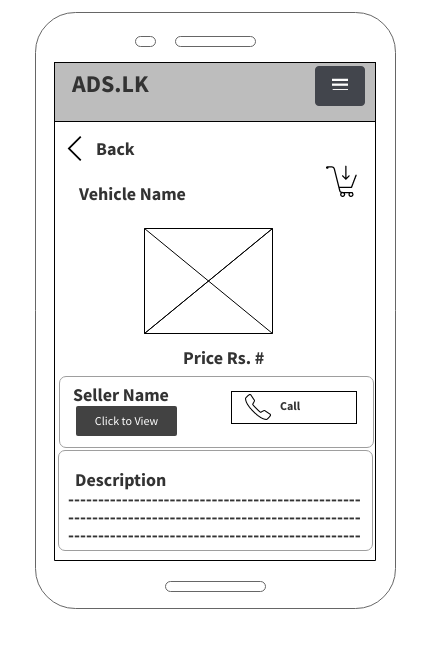 ADS.LK
Back
Vehicle Name
Price Rs. #
Seller Name
Click to View
Call
Description